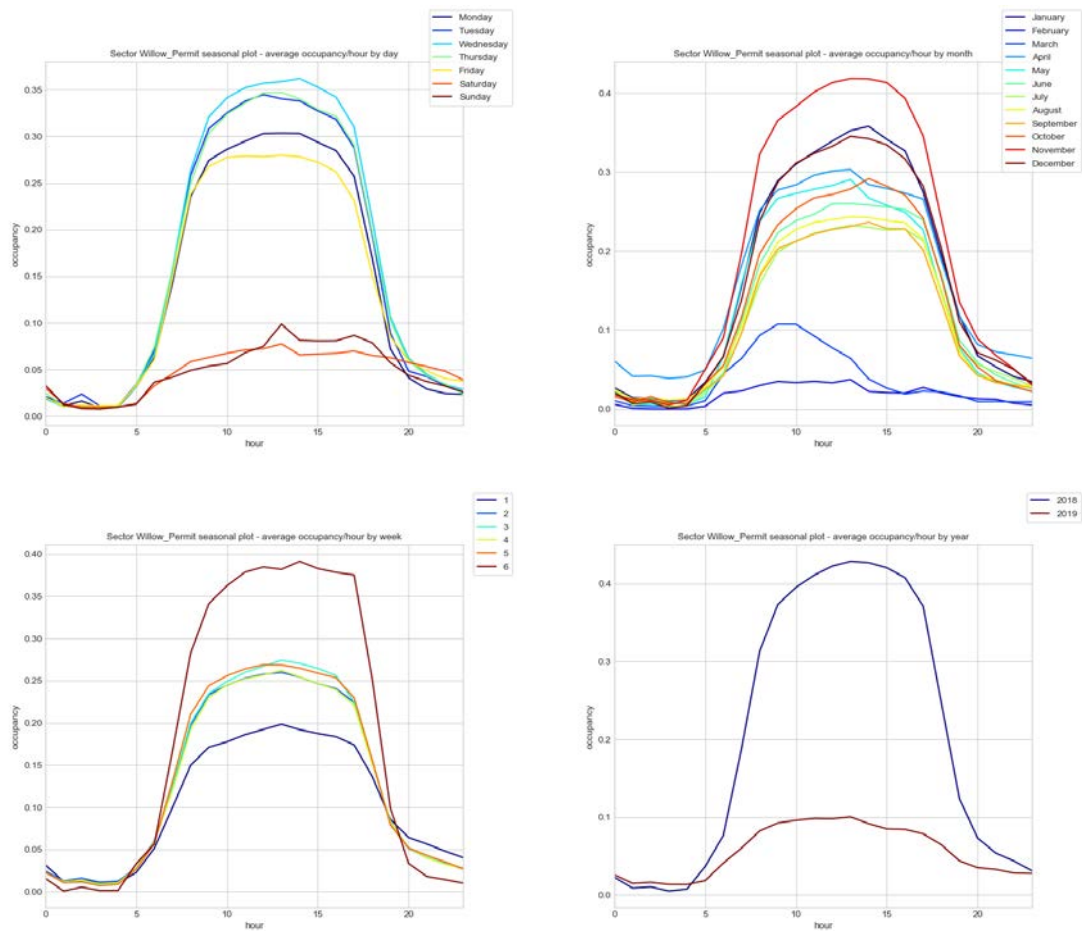 Monday
Tuesday
Wednesday
Thursday
Friday
Saturday
Sunday
Sector Willow_Permit seasonal plot - average occupancy/hour by day
0.35
0.30
0.25
0.20
0.15
0.10
0.05
0.00
occupancy
0 5 10 15 20
hour
January
February
March
April
May
June
July
August
September
October
November
December
Sector Willow_Permit seasonal plot - average occupancy/hour by month
0.4
0.3
0.2
0.1
0.0
occupancy
0 5 10 15 20
hour
1
2
3
4
5
6
Sector Willow_Permit seasonal plot - average occupancy/hour by week
0.40
0.35
0.30
0.25
0.20
0.15
0.10
0.05
0.00
occupancy
0 5 10 15 20
hour
2018
2019
Sector Willow_Permit seasonal plot - average occupancy/hour by year
0.4
0.3
0.2
0.1
0.0
occupancy
0 5 10 15 20
hour